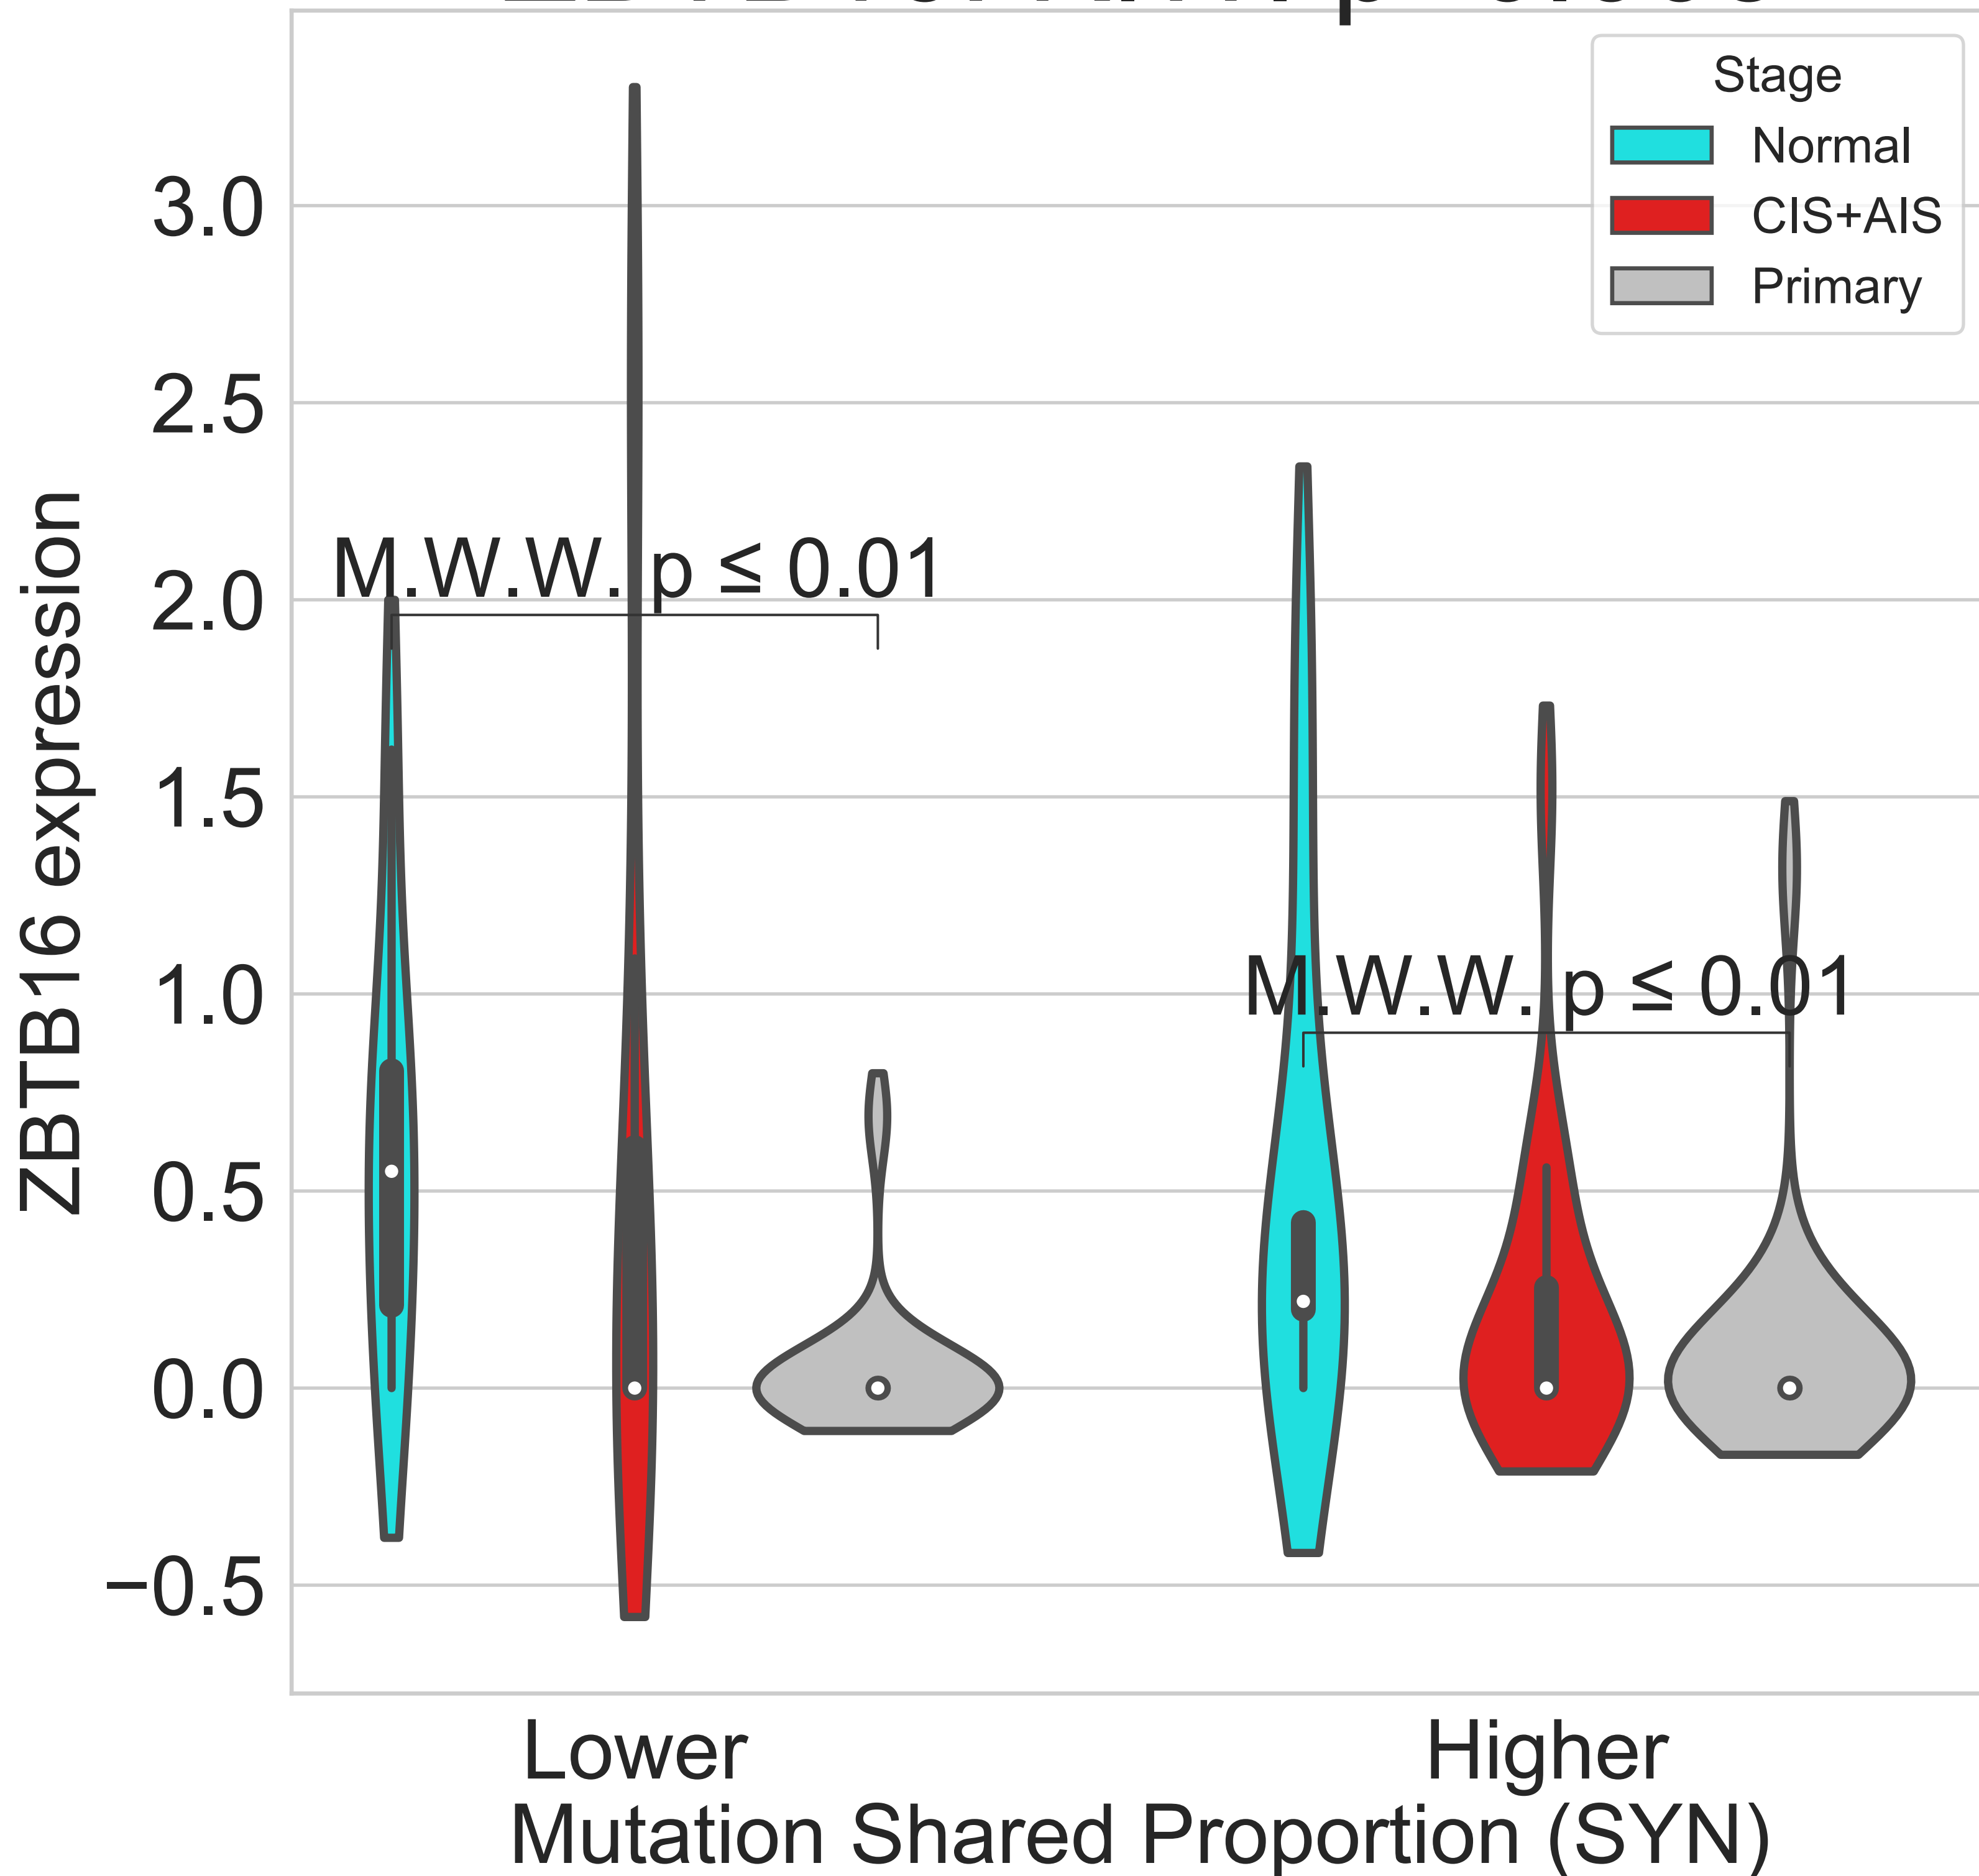 Stage
Normal
CIS+AIS
Primary
3.0
2.5
2.0
1.5
1.0
0.5
0.0
−0.5
ZBTB16 expression
M.W.W. p ≤ 0.01
M.W.W. p ≤ 0.01
Lower
Higher
Mutation Shared Proportion (SYN)